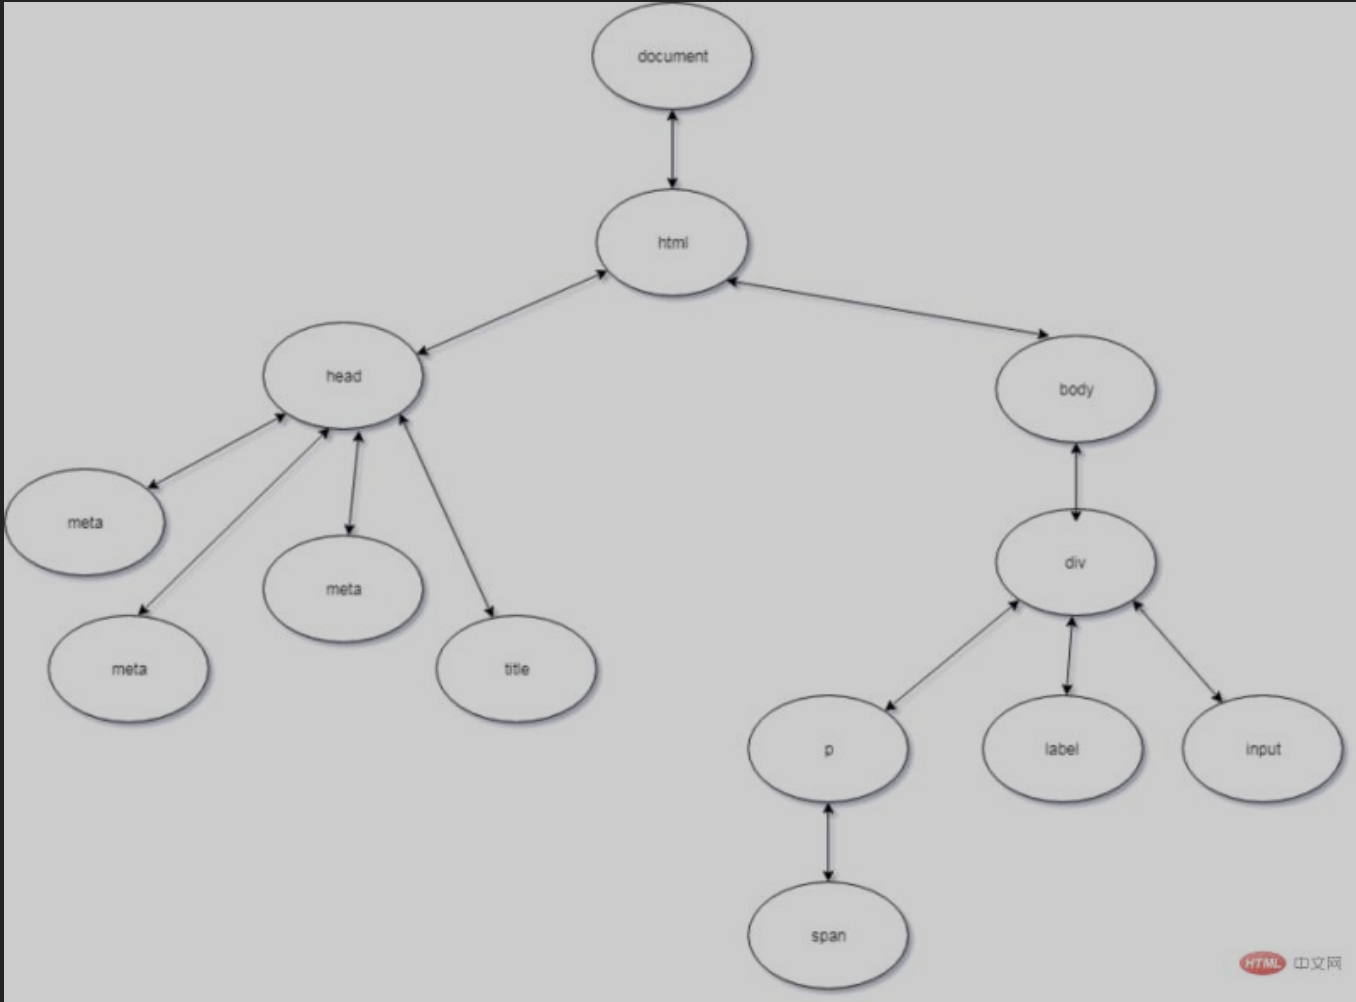 document
html
head
body
meta
meta
meta
title
div
p
label
input
span
HTML 中文网